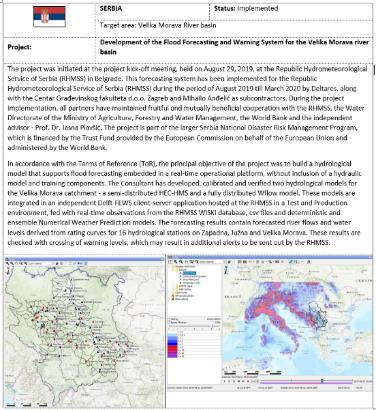 SERBIA
Status: Implemented
Target area: Velika Morava River basin
Project:
Development of the Flood Forecasting and Warning System for the Velika Morava river
basin
The project was initiated at the project kick-off meeting, held on August 29, 2019, at the Republic Hydrometeorological
Service of Serbia (RHMSS) in Belgrade. This forecasting system has been implemented for the Republic
Hydrometeorological Service of Serbia (RHMSS) during the period of August 2019 till March 2020 by Deltares, along
with the Centar Građevinskog fakulteta d.o.o. Zagreb and Mihailo Anđelić as subcontractors. During the project
implementation, all partners have maintained fruitful and mutually beneficial cooperation with the RHMSS, the Water
Directorate of the Ministry of Agriculture, Forestry and Water Management, the World Bank and the independent
advisor - Prof. Dr. Jasna Plavšić. The project is part of the larger Serbia National Disaster Risk Management Program,
which is financed by the Trust Fund provided by the European Commission on behalf of the European Union and
administered by the World Bank.
In accordance with the Terms of Reference (ToR), the principal objective of the project was to build a hydrological
model that supports flood forecasting embedded in a real-time operational platform, without inclusion of a hydraulic
model and training components. The Consultant has developed, calibrated and verified two hydrological models for
the Velika Morava catchment - a semi-distributed HEC-HMS and a fully distributed Wflow model. These models are
integrated in an independent Delft-FEWS client-server application hosted at the RHMSS in a Test and Production
environment, fed with real-time observations from the RHMSS WISKI database, csv files and deterministic and
ensemble Numerical Weather Prediction models. The forecasting results contain forecasted river flows and water
levels derived from rating curves for 16 hydrological stations on Zapadna, Južna and Velika Morava. These results are
checked with crossing of warning levels, which may result in additional alerts to be sent out by the RHMSS.